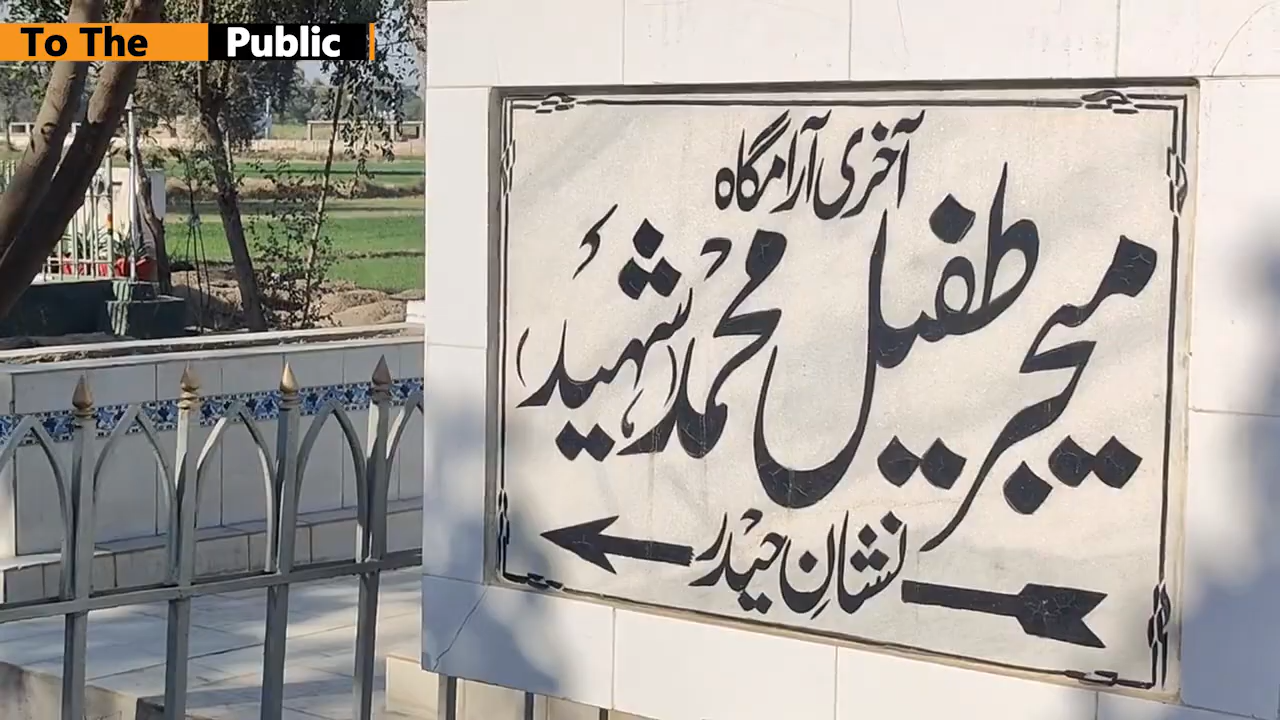 To The Public
آخری آرامگاہ
میجر طفیل محمد (شہید)
نشانِ حیدر